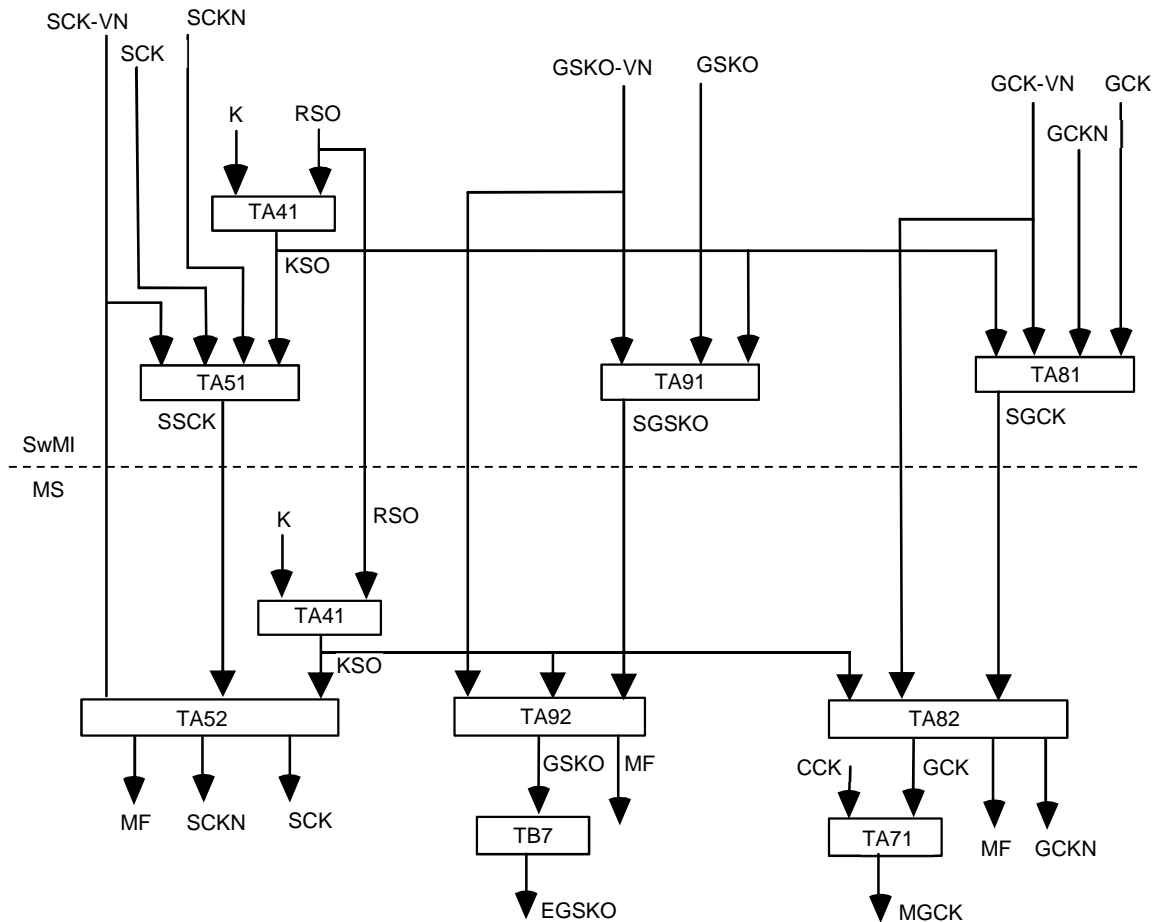 SCK-VN
SCKN
SCK
GSKO-VN
GSKO
GCK-VN
GCK
K
RSO
GCKN
TA41
KSO
TA51
TA91
TA81
SSCK
SGSKO
SGCK
SwMI
MS
K
RSO
TA41
KSO
TA52
TA92
TA82
GSKO
MF
CCK
GCK
MF
SCKN
SCK
TB7
TA71
MF
GCKN
EGSKO
MGCK